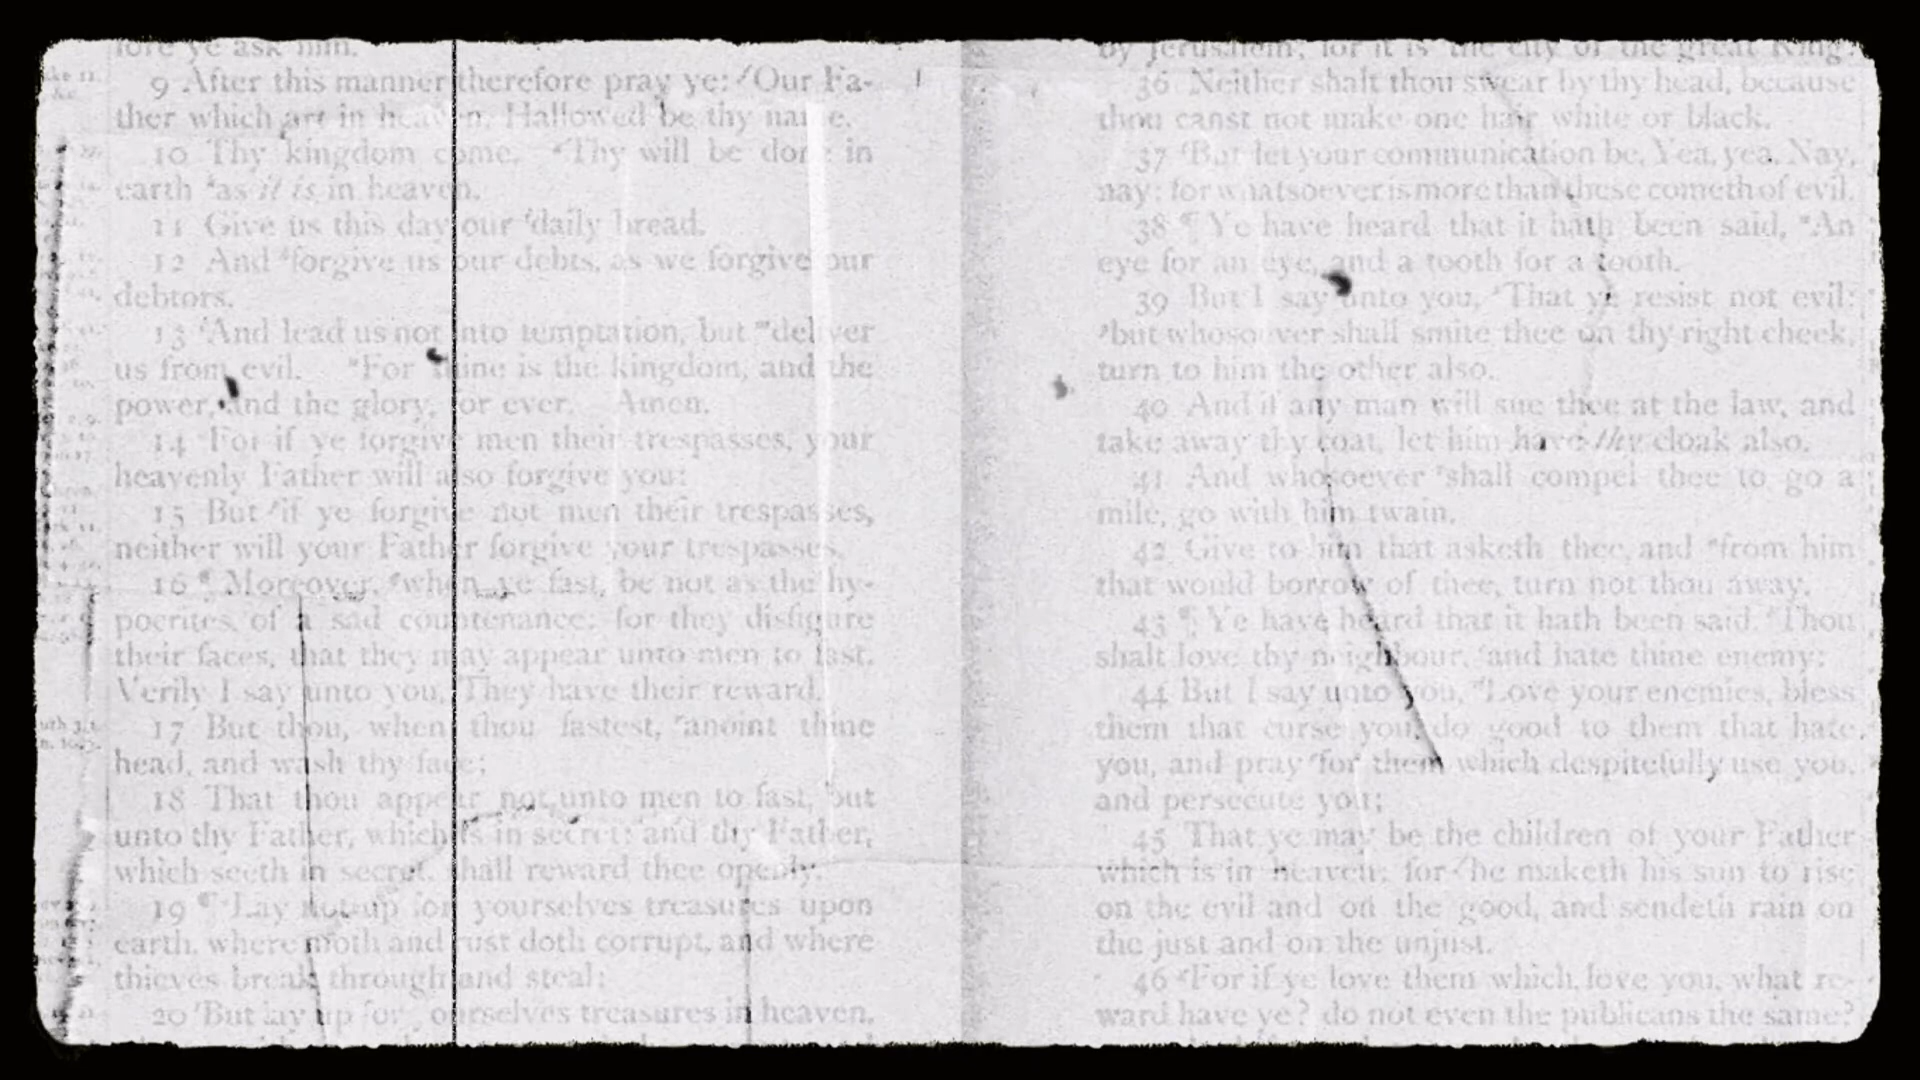 fore ye ask him.
9 After this manner therefore pray ye: Our Fa-
ther which art in heaven, Hallowed be thy name.
10 Thy kingdom come. Thy will be done in
earth as it is in heaven.
11 Give us this day our daily bread.
12 And forgive us our debts, as we forgive our
debtors.
13 And lead us not into temptation, but deliver
us from evil. For thine is the kingdom, and the
power, and the glory, for ever. Amen.
14 For if ye forgive men their trespasses, your
heavenly Father will also forgive you:
15 But if ye forgive not men their trespasses,
neither will your Father forgive your trespasses.
16 ¶ Moreover, when ye fast, be not as the hy-
pocrites, of a sad countenance: for they disfigure
their faces, that they may appear unto men to fast.
Verily I say unto you, They have their reward.
17 But thou, when thou fastest, anoint thine
head, and wash thy face;
18 That thou appear not unto men to fast, but
unto thy Father, which is in secret: and thy Father,
which seeth in secret, shall reward thee openly.
19 ¶ Lay not up for yourselves treasures upon
earth, where moth and rust doth corrupt, and where
thieves break through and steal:
20 But lay up for yourselves treasures in heaven,
by Jerusalem; for it is the city of the great King.
36 Neither shalt thou swear by thy head, because
thou canst not make one hair white or black.
37 But let your communication be, Yea, yea, Nay,
nay: for whatsoever is more than these cometh of evil.
38 ¶ Ye have heard that it hath been said, An
eye for an eye, and a tooth for a tooth.
39 But I say unto you, That ye resist not evil:
but whosoever shall smite thee on thy right cheek,
turn to him the other also.
40 And if any man will sue thee at the law, and
take away thy coat, let him have thy cloak also.
41 And whosoever shall compel thee to go a
mile, go with him twain.
42 Give to him that asketh thee, and from him
that would borrow of thee, turn not thou away.
43 ¶ Ye have heard that it hath been said, Thou
shalt love thy neighbour, and hate thine enemy:
44 But I say unto you, Love your enemies, bless
them that curse you, do good to them that hate
you, and pray for them which despitefully use you,
and persecute you;
45 That ye may be the children of your Father
which is in heaven: for he maketh his sun to rise
on the evil and on the good, and sendeth rain on
the just and on the unjust.
46 For if ye love them which love you, what re-
ward have ye? do not even the publicans the same?